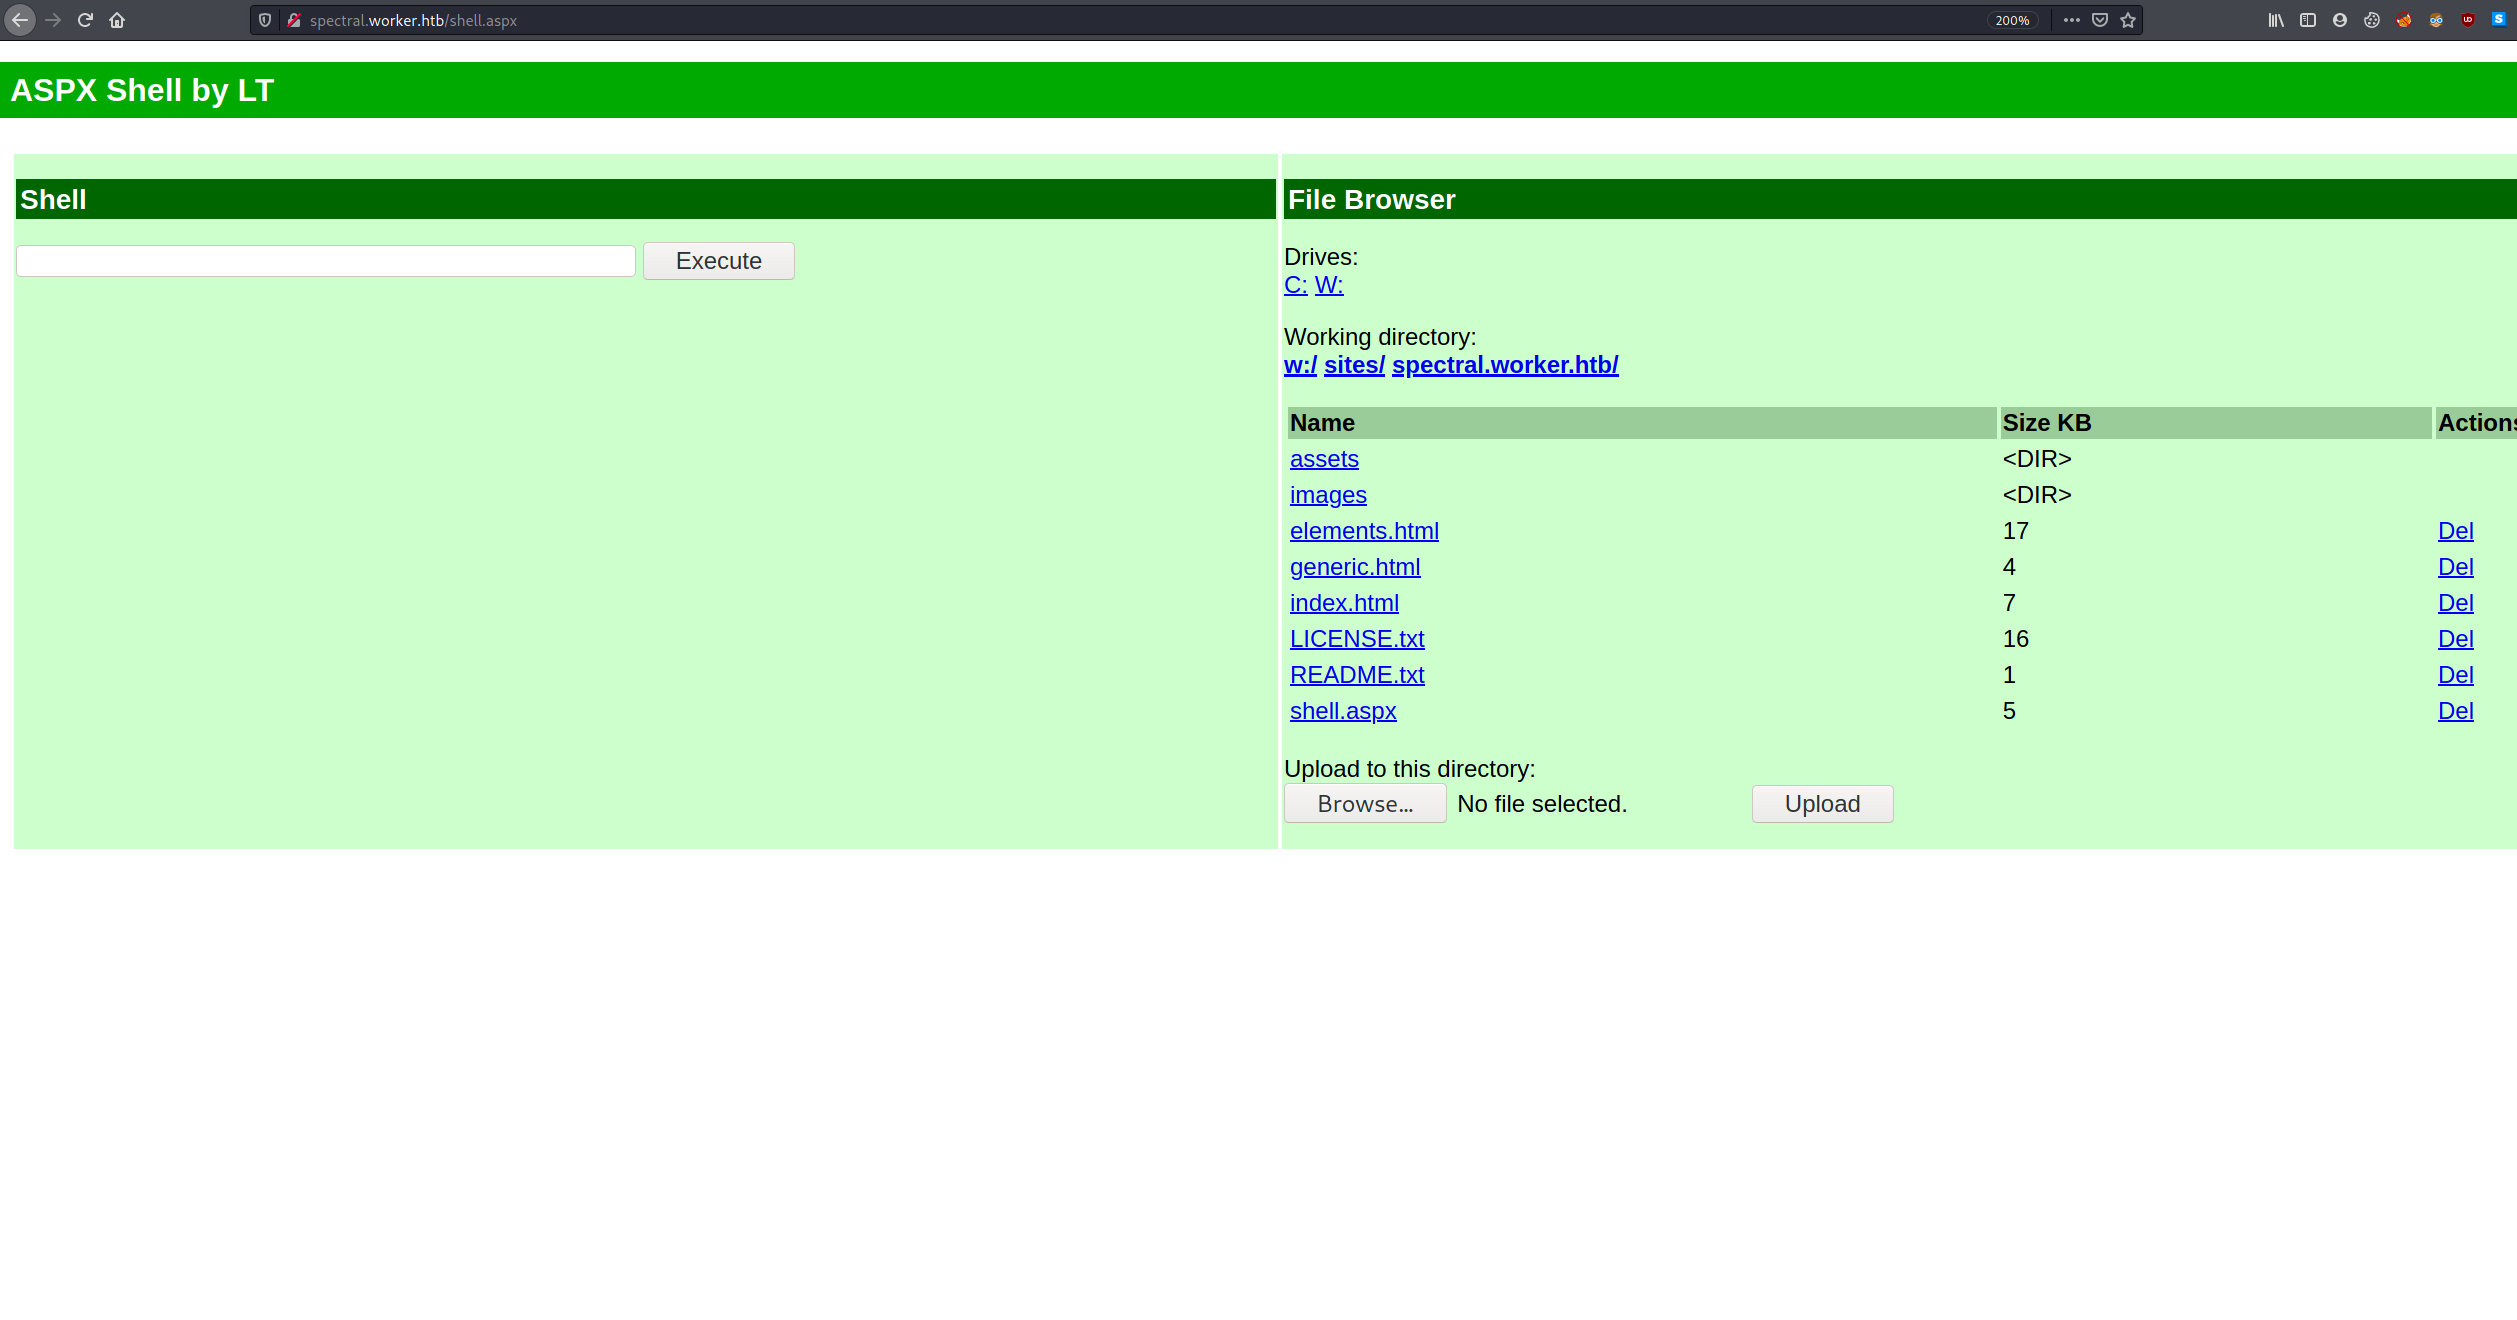 spectral.worker.htb/shell.aspx 200%
ASPX Shell by LT
Shell
Execute
File Browser
Drives:
C: W:
Working directory:
w:/ sites/ spectral.worker.htb/
Name Size KB Actions
assets <DIR>
images <DIR>
elements.html 17 Del
generic.html 4 Del
index.html 7 Del
LICENSE.txt 16 Del
README.txt 1 Del
shell.aspx 5 Del
Upload to this directory:
Browse... No file selected. Upload